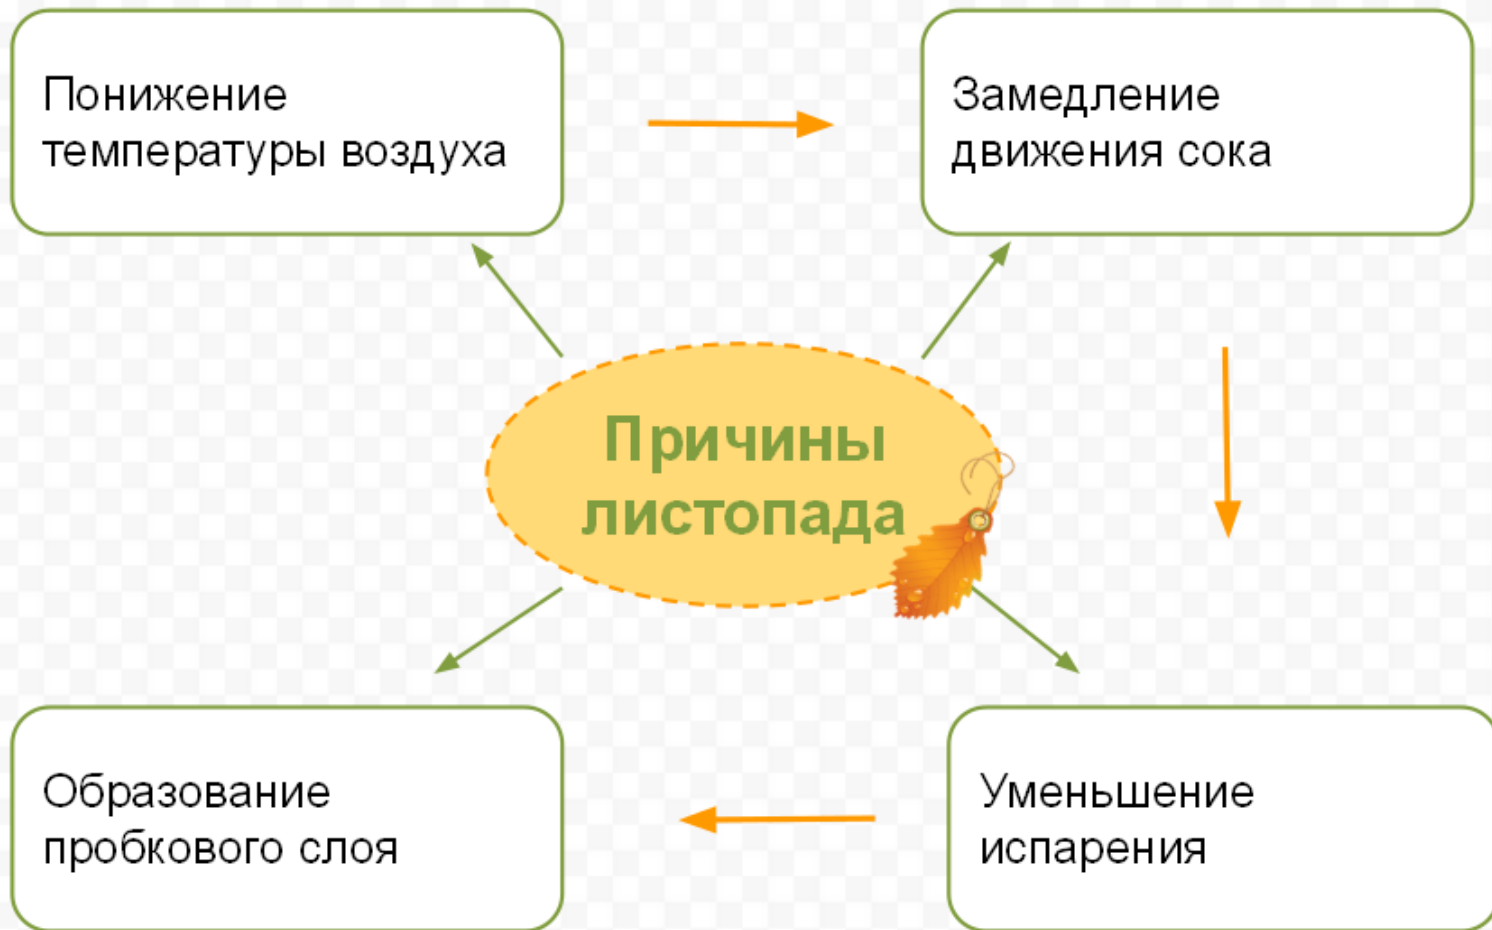 Понижение
температуры воздуха
Замедление
движения сока
Причины
листопада
Образование
пробкового слоя
Уменьшение
испарения